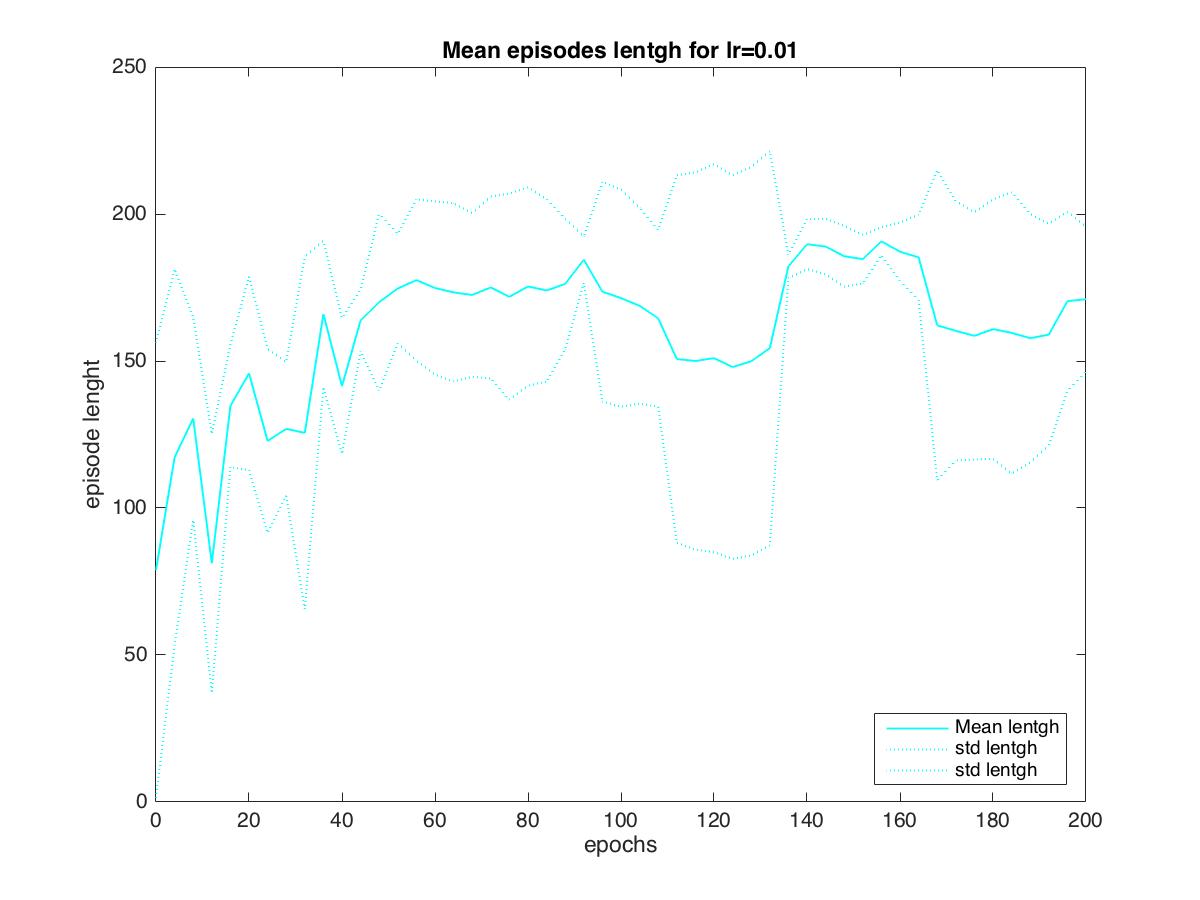 Mean episodes lentgh for lr=0.01
250
200
150
100
50
0
episode lenght
0 20 40 60 80 100 120 140 160 180 200
epochs
Mean lentgh
std lentgh
std lentgh